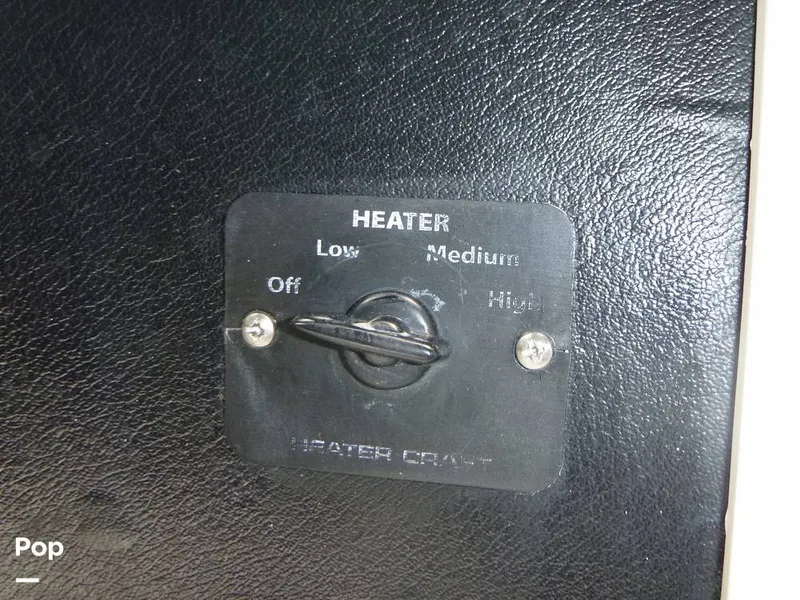 HEATER
Low Medium
Off High
HEATER CRAFT
Pop